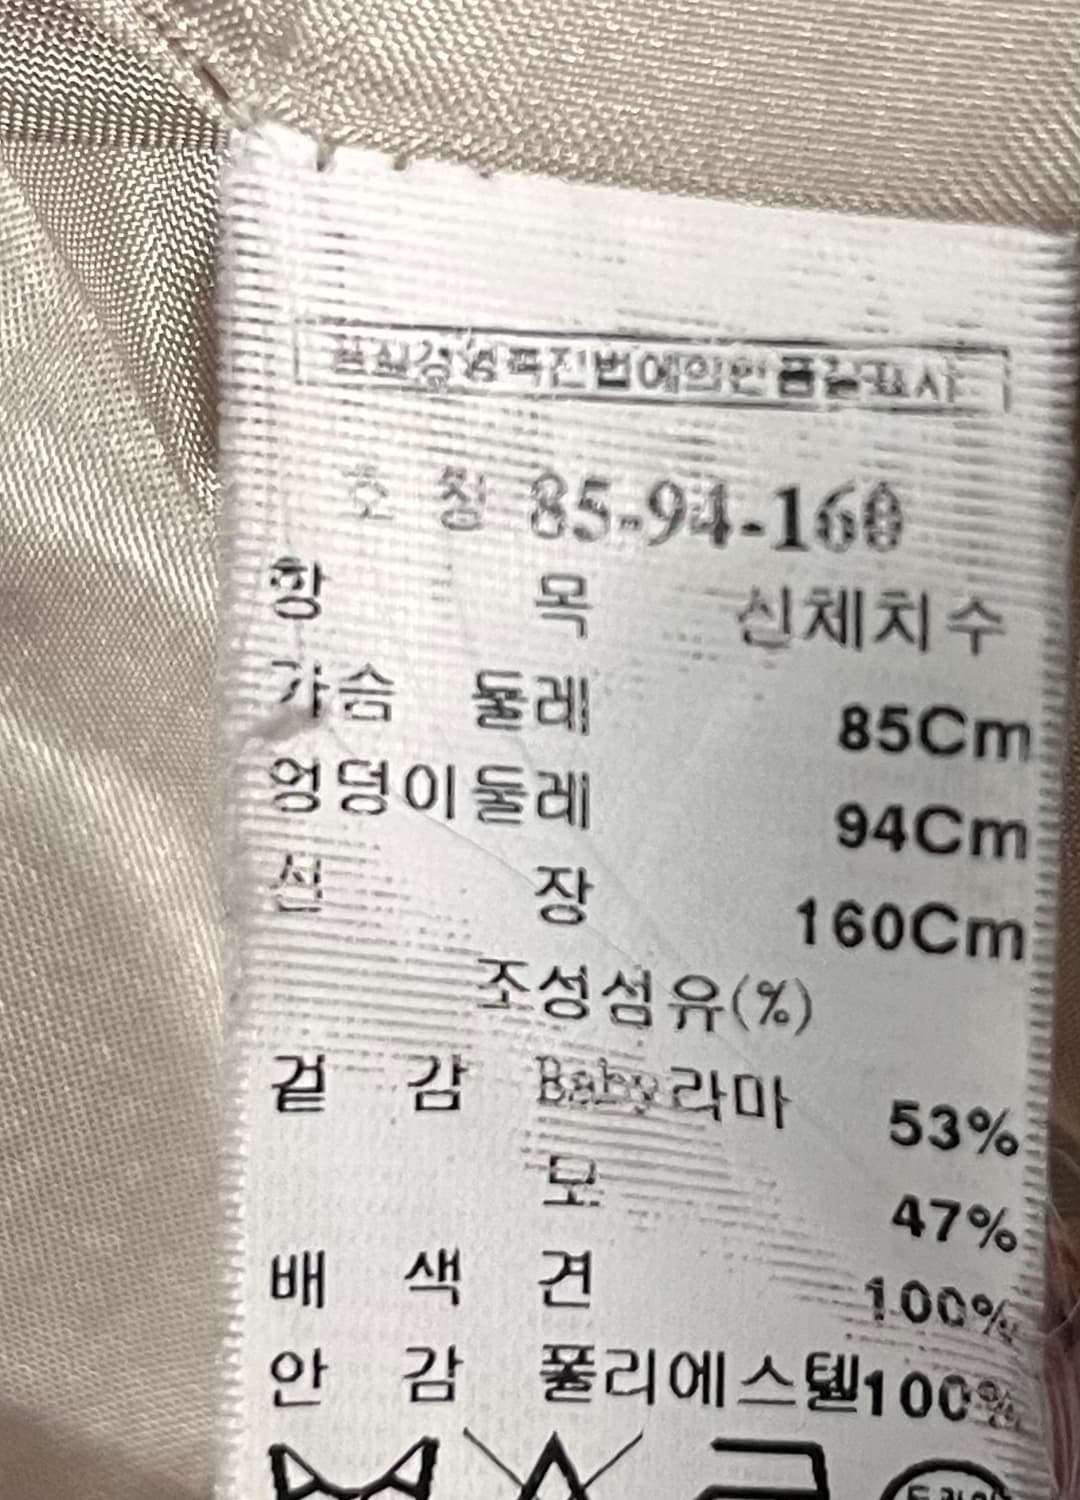 품질경영촉진법에의한품질표시
호 칭 85-94-160
항 목 신체치수
가슴 둘레 85Cm
엉덩이둘레 94Cm
신 장 160Cm
조성섬유(%)
겉 감 Baby라마 53%
모 47%
배 색 견 100%
안 감 폴리에스텔100%